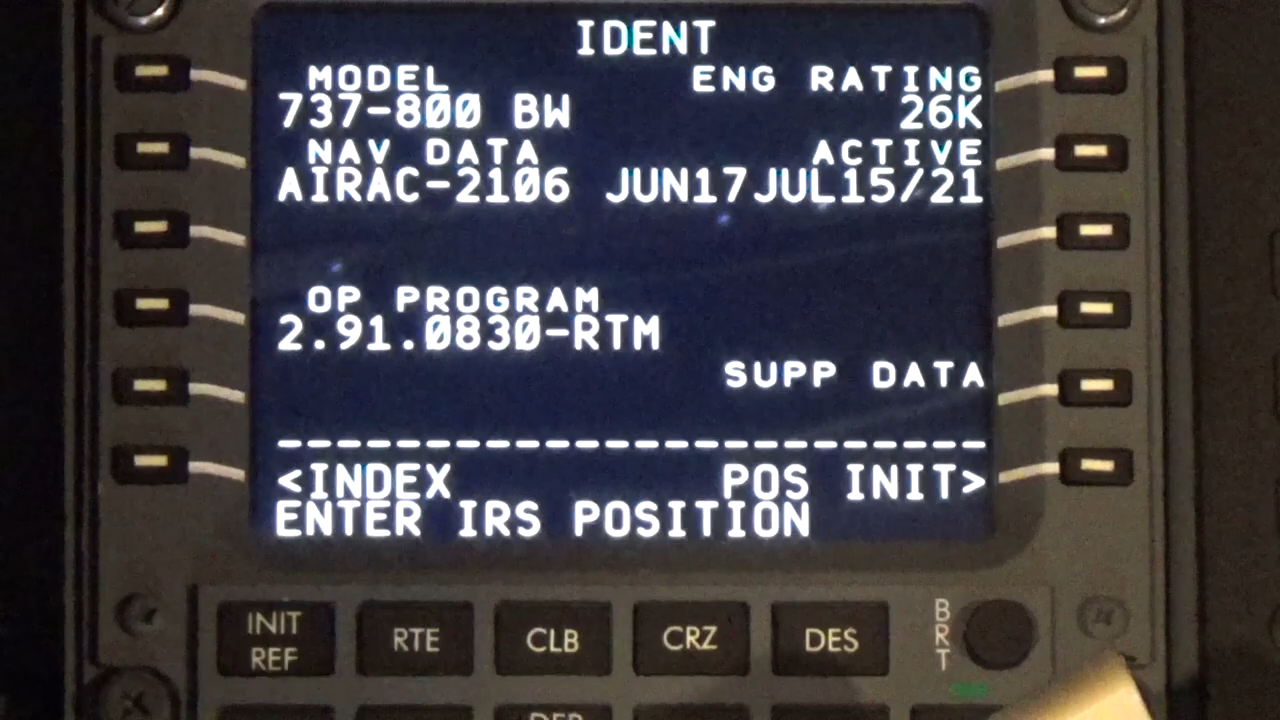 IDENT
MODEL ENG RATING
737-800 BW 26K
NAV DATA ACTIVE
AIRAC-2106 JUN17JUL15/21
OP PROGRAM
2.91.0830-RTM
SUPP DATA
------------------------
<INDEX POS INIT>
ENTER IRS POSITION
INIT REF RTE CLB CRZ DES BRT